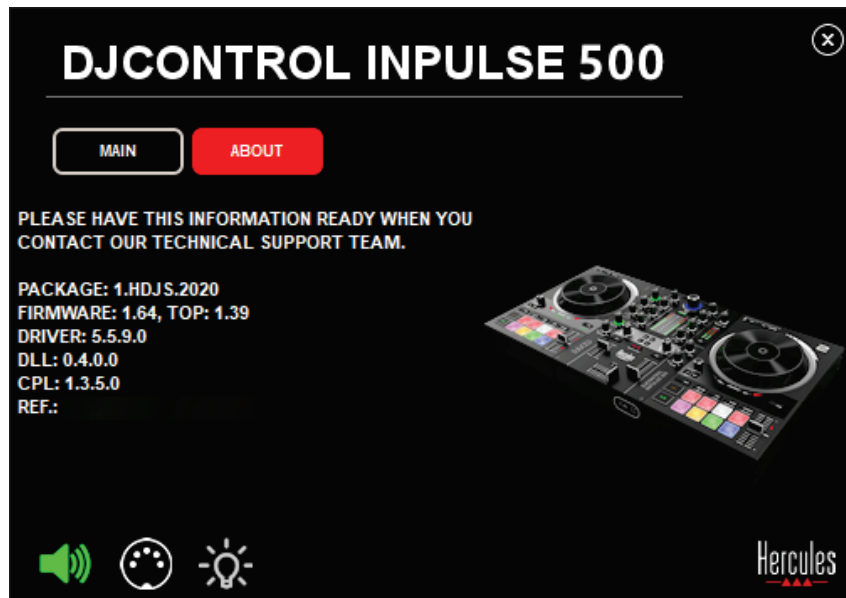 DJCONTROL INPULSE 500
MAIN
ABOUT
PLEASE HAVE THIS INFORMATION READY WHEN YOU
CONTACT OUR TECHNICAL SUPPORT TEAM.
PACKAGE: 1.HDJS.2020
FIRMWARE: 1.64, TOP: 1.39
DRIVER: 5.5.9.0
DLL: 0.4.0.0
CPL: 1.3.5.0
REF.:
Hercules